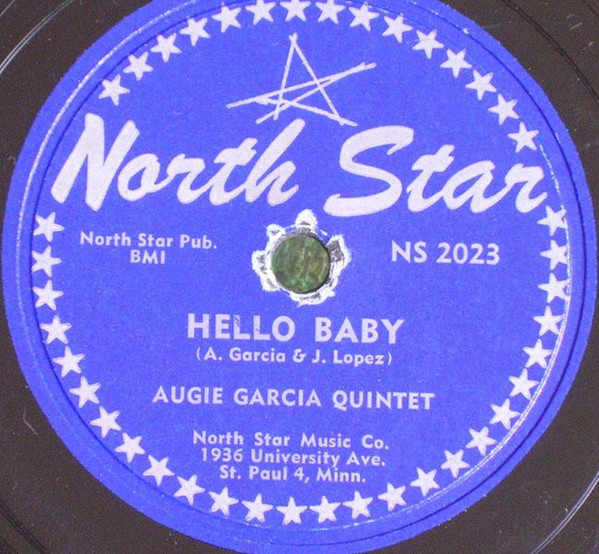 North Star
North Star Pub.
BMI
NS 2023
HELLO BABY
(A. Garcia & J. Lopez)
AUGIE GARCIA QUINTET
North Star Music Co.
1936 University Ave.
St. Paul 4, Minn.